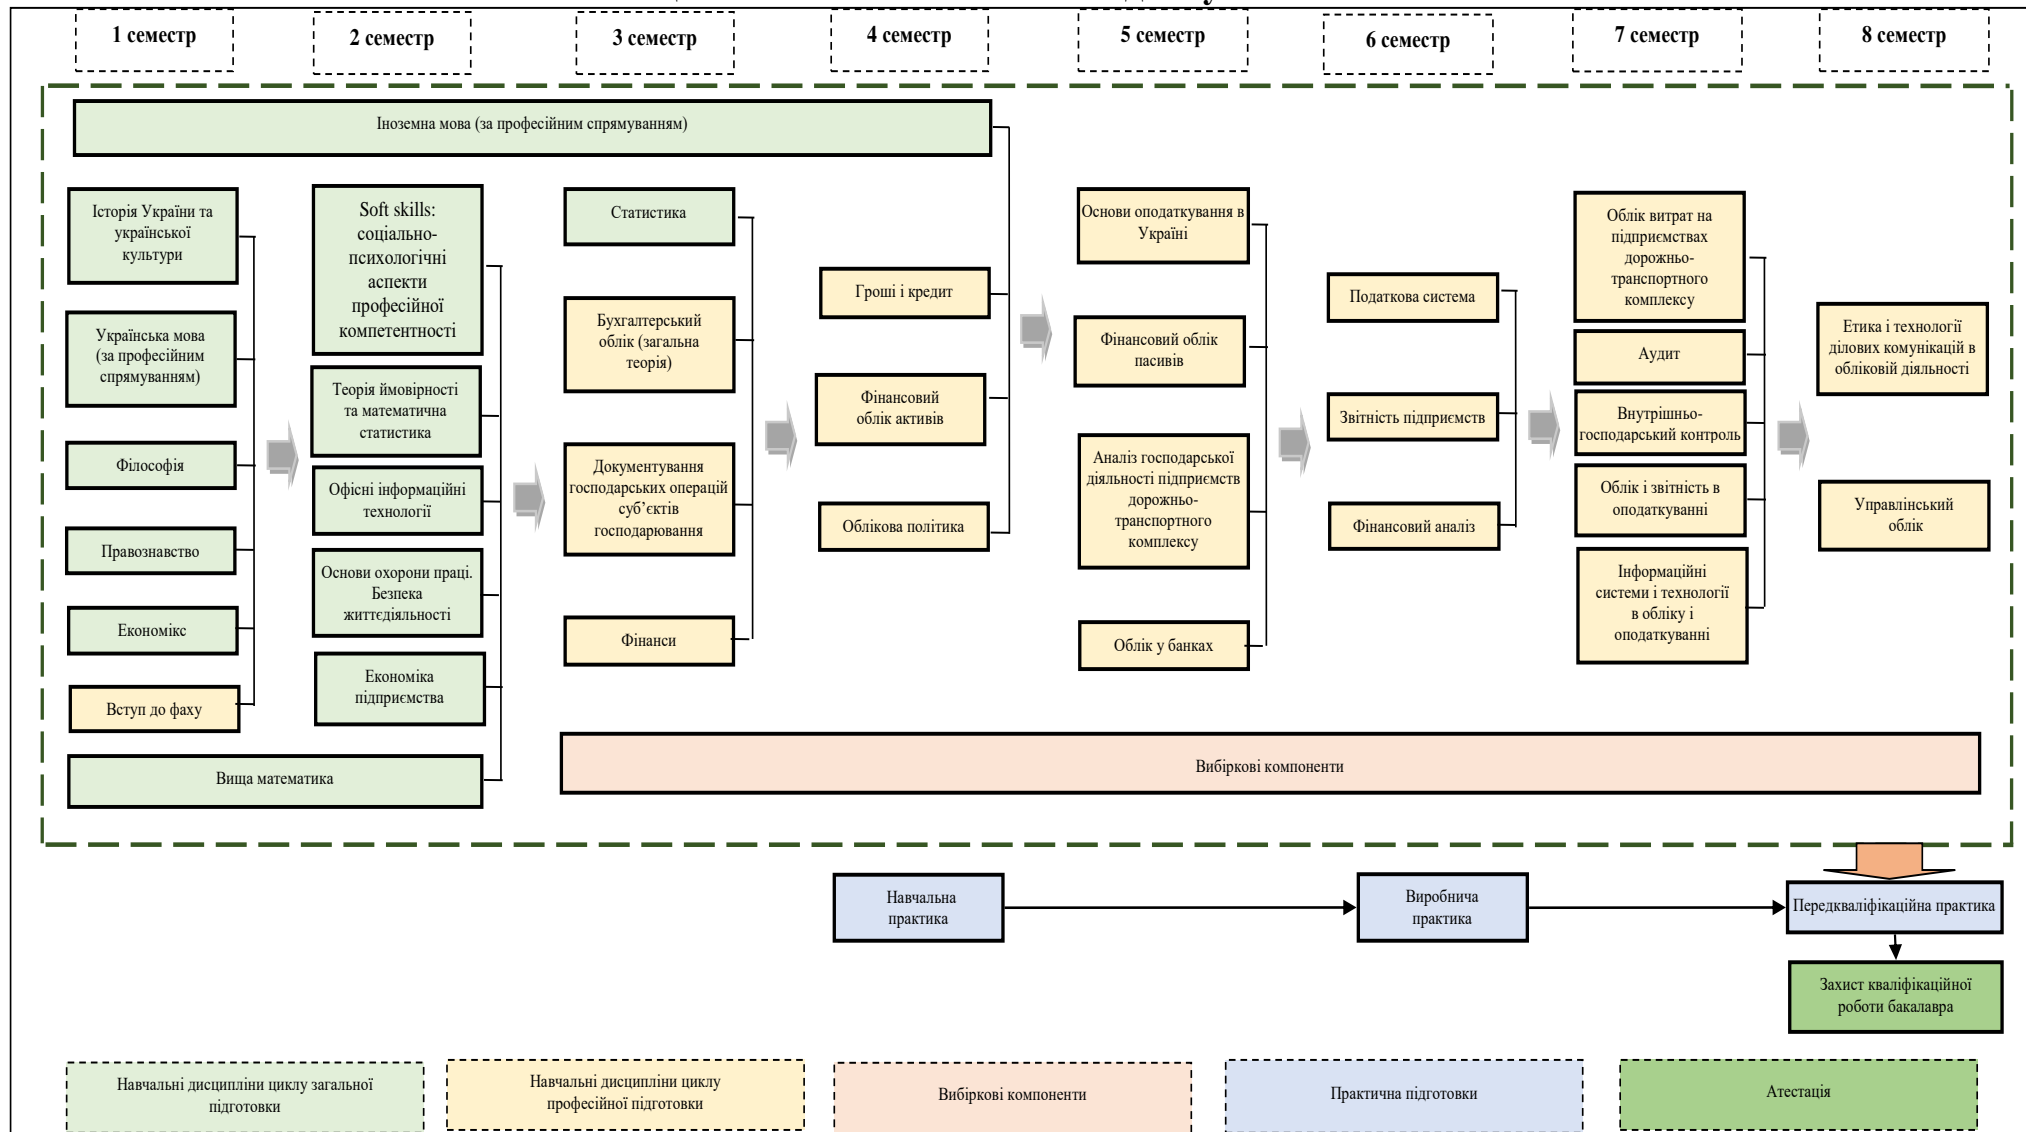 1 семестр
2 семестр
3 семестр
4 семестр
5 семестр
6 семестр
7 семестр
8 семестр
Іноземна мова (за професійним спрямуванням)
Історія України та
української
культури
Українська мова
(за професійним
спрямуванням)
Філософія
Правознавство
Економікс
Вступ до фаху
Вища математика
Soft skills:
соціально-
психологічні
аспекти
професійної
компетентності
Теорія ймовірності
та математична
статистика
Офісні інформаційні
технології
Основи охорони праці.
Безпека
життєдіяльності
Економіка
підприємства
Статистика
Бухгалтерський
облік (загальна
теорія)
Документування
господарських операцій
суб’єктів
господарювання
Фінанси
Гроші і кредит
Фінансовий
облік активів
Облікова політика
Основи оподаткування в
Україні
Фінансовий облік
пасивів
Аналіз господарської
діяльності підприємств
дорожньо-
транспортного
комплексу
Облік у банках
Податкова система
Звітність підприємств
Фінансовий аналіз
Облік витрат на
підприємствах
дорожньо-
транспортного
комплексу
Аудит
Внутрішньо-
господарський контроль
Облік і звітність в
оподаткуванні
Інформаційні
системи і технології
в обліку і
оподаткуванні
Етика і технології
ділових комунікацій в
обліковій діяльності
Управлінський
облік
Вибіркові компоненти
Навчальна
практика
Виробнича
практика
Передкваліфікаційна практика
Захист кваліфікаційної
роботи бакалавра
Навчальні дисципліни циклу загальної
підготовки
Навчальні дисципліни циклу
професійної підготовки
Вибіркові компоненти
Практична підготовки
Атестація